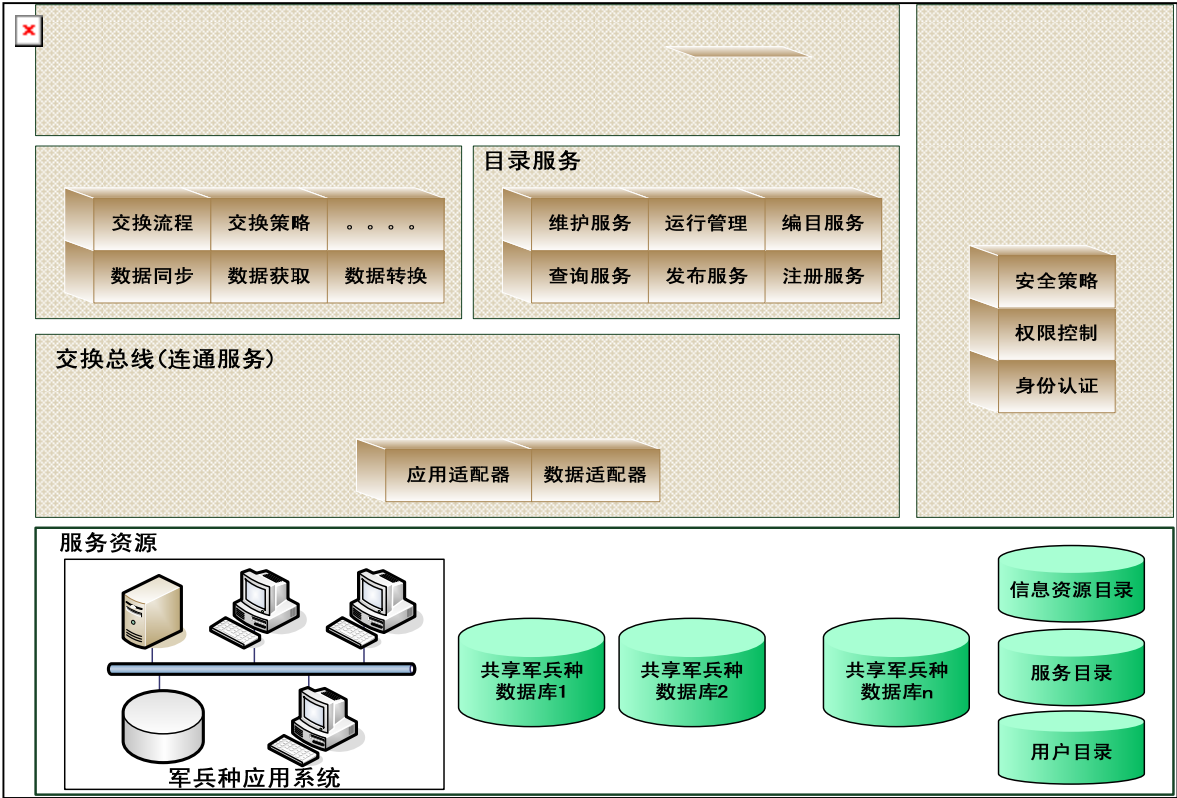 目录服务
交换流程
交换策略
。。。。
数据同步
数据获取
数据转换
维护服务
运行管理
编目服务
查询服务
发布服务
注册服务
安全策略
权限控制
身份认证
交换总线(连通服务)
应用适配器
数据适配器
服务资源
军兵种应用系统
共享军兵种
数据库1
共享军兵种
数据库2
共享军兵种
数据库n
信息资源目录
服务目录
用户目录